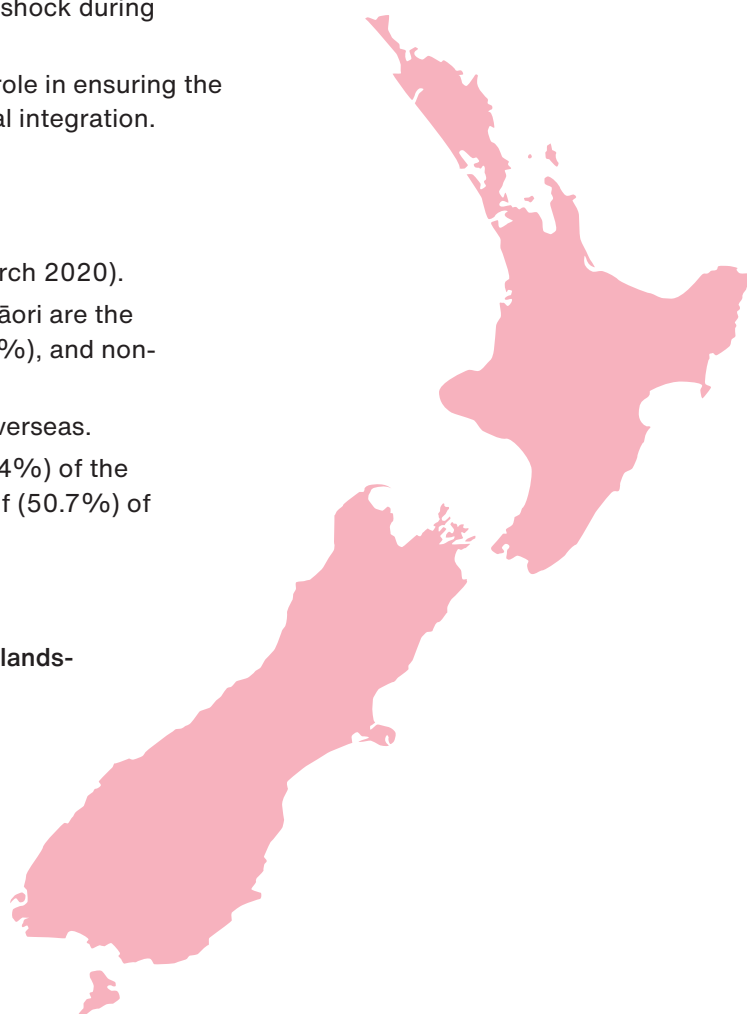 shock during
role in ensuring the
al integration.
rch 2020).
āori are the
%), and non-
verseas.
4%) of the
f (50.7%) of
lands-